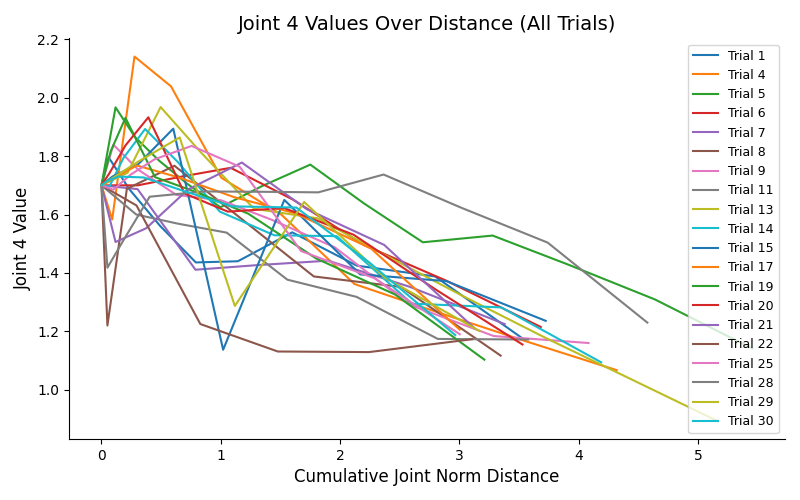 Joint 4 Values Over Distance (All Trials)
2.2
2.0
1.8
1.6
1.4
1.2
1.0
Joint 4 Value
0 1 2 3 4 5
Cumulative Joint Norm Distance
Trial 1
Trial 4
Trial 5
Trial 6
Trial 7
Trial 8
Trial 9
Trial 11
Trial 13
Trial 14
Trial 15
Trial 17
Trial 19
Trial 20
Trial 21
Trial 22
Trial 25
Trial 28
Trial 29
Trial 30